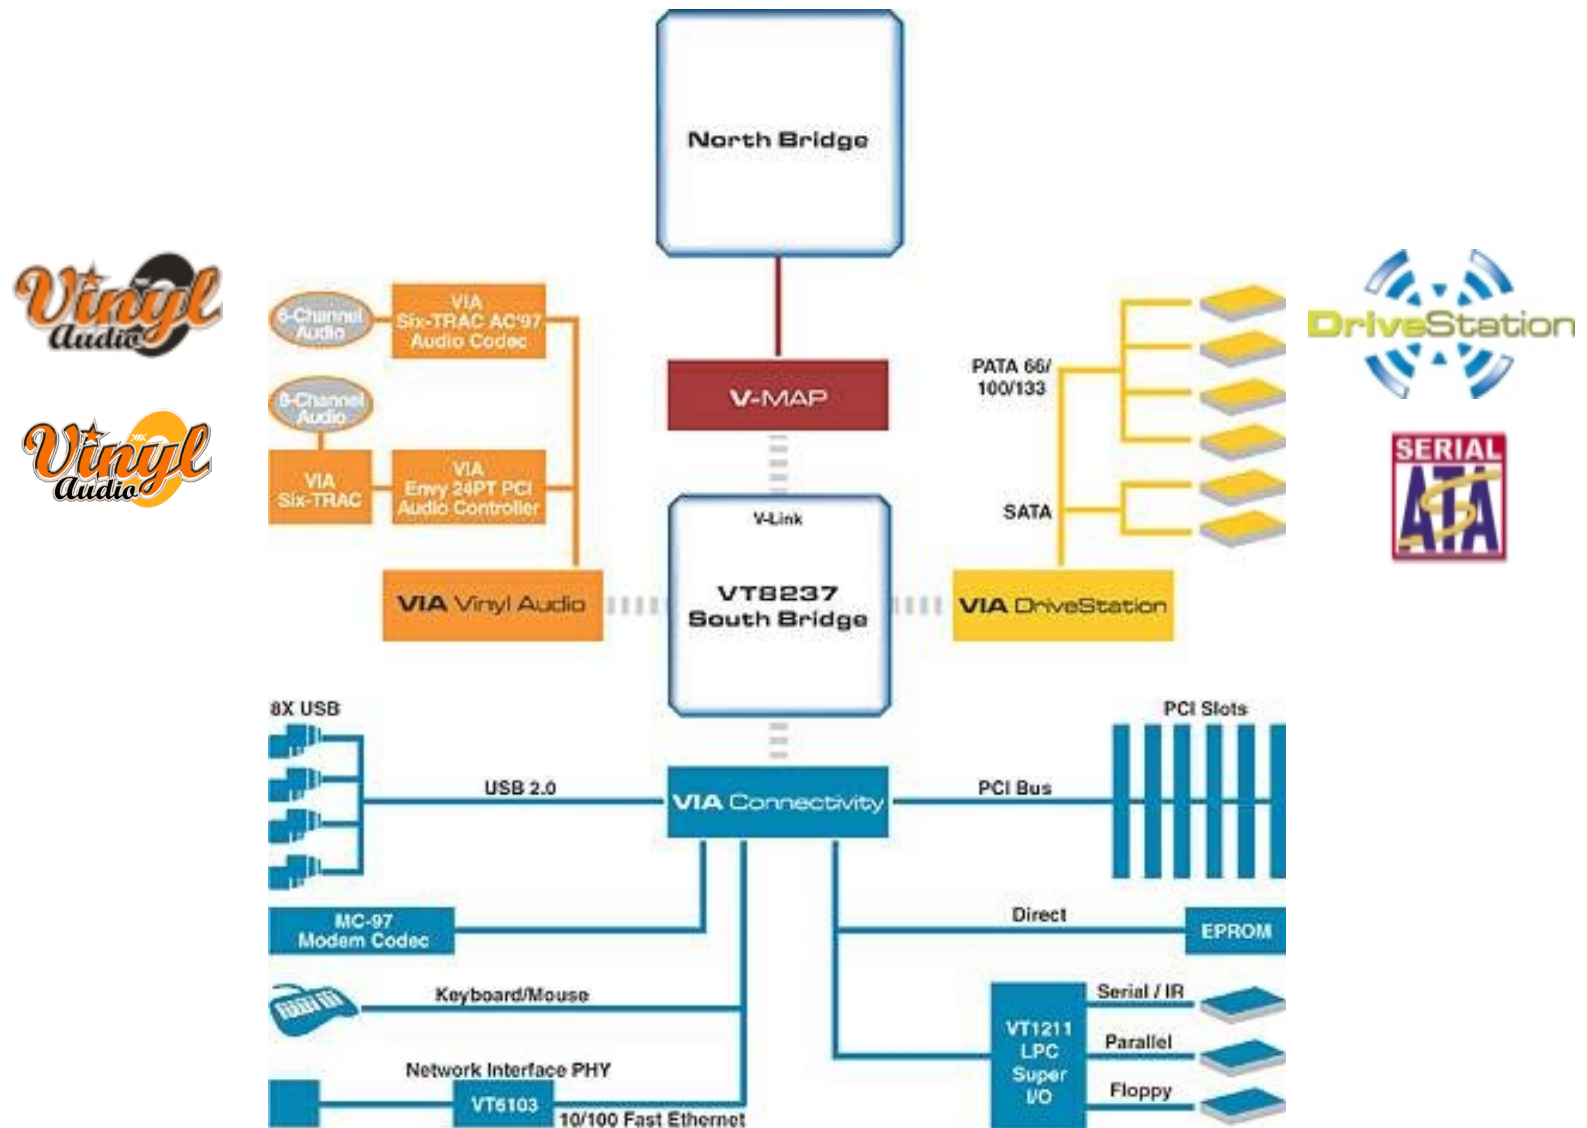 North Bridge
Vinyl
Audio
6-Channel
Audio
VIA
Six-TRAC AC'97
Audio Codec
PATA 66/
100/133
DriveStation
V-MAP
-Channel
Audio
Vinyl
Audio
VIA
Six-TRAC
VIA
Envy 24PT PCI
Audio Controller
V-Link
SATA
SERIAL
ATA
VIA Vinyl Audio
VT8237
South Bridge
VIA DriveStation
8X USB
PCI Slots
USB 2.0
VIA Connectivity
PCI Bus
MC-97
Modem Codec
Direct
EPROM
Keyboard/Mouse
Serial / IR
VT1211
LPC
Super
I/O
Parallel
Floppy
Network Interface PHY
VT6103
10/100 Fast Ethernet